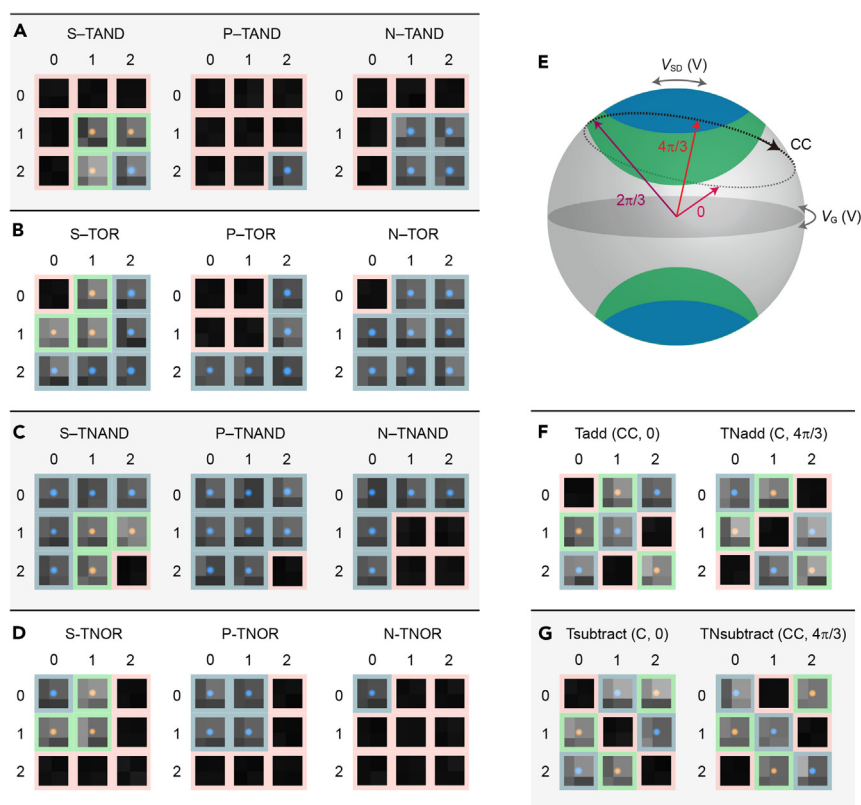 A
S–TAND P–TAND N–TAND
0 1 2 0 1 2 0 1 2
0 0 0
1 1 1
2 2 2
B
S–TOR P–TOR N–TOR
0 1 2 0 1 2 0 1 2
0 0 0
1 1 1
2 2 2
C
S–TNAND P–TNAND N–TNAND
0 1 2 0 1 2 0 1 2
0 0 0
1 1 1
2 2 2
D
S-TNOR P-TNOR N-TNOR
0 1 2 0 1 2 0 1 2
0 0 0
1 1 1
2 2 2
E
VSD (V)
CC
4π/3
2π/3
0
VG (V)
F
Tadd (CC, 0) TNadd (C, 4π/3)
0 1 2 0 1 2
0 0
1 1
2 2
G
Tsubtract (C, 0) TNsubtract (CC, 4π/3)
0 1 2 0 1 2
0 0
1 1
2 2